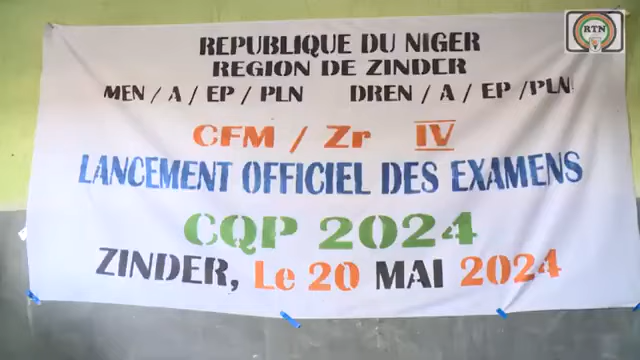 RTN
REPUBLIQUE DU NIGER
REGION DE ZINDER
MEN / A / EP / PLN DREN / A / EP / PLN
CFM / Zr IV
LANCEMENT OFFICIEL DES EXAMENS
CQP 2024
ZINDER, Le 20 MAI 2024